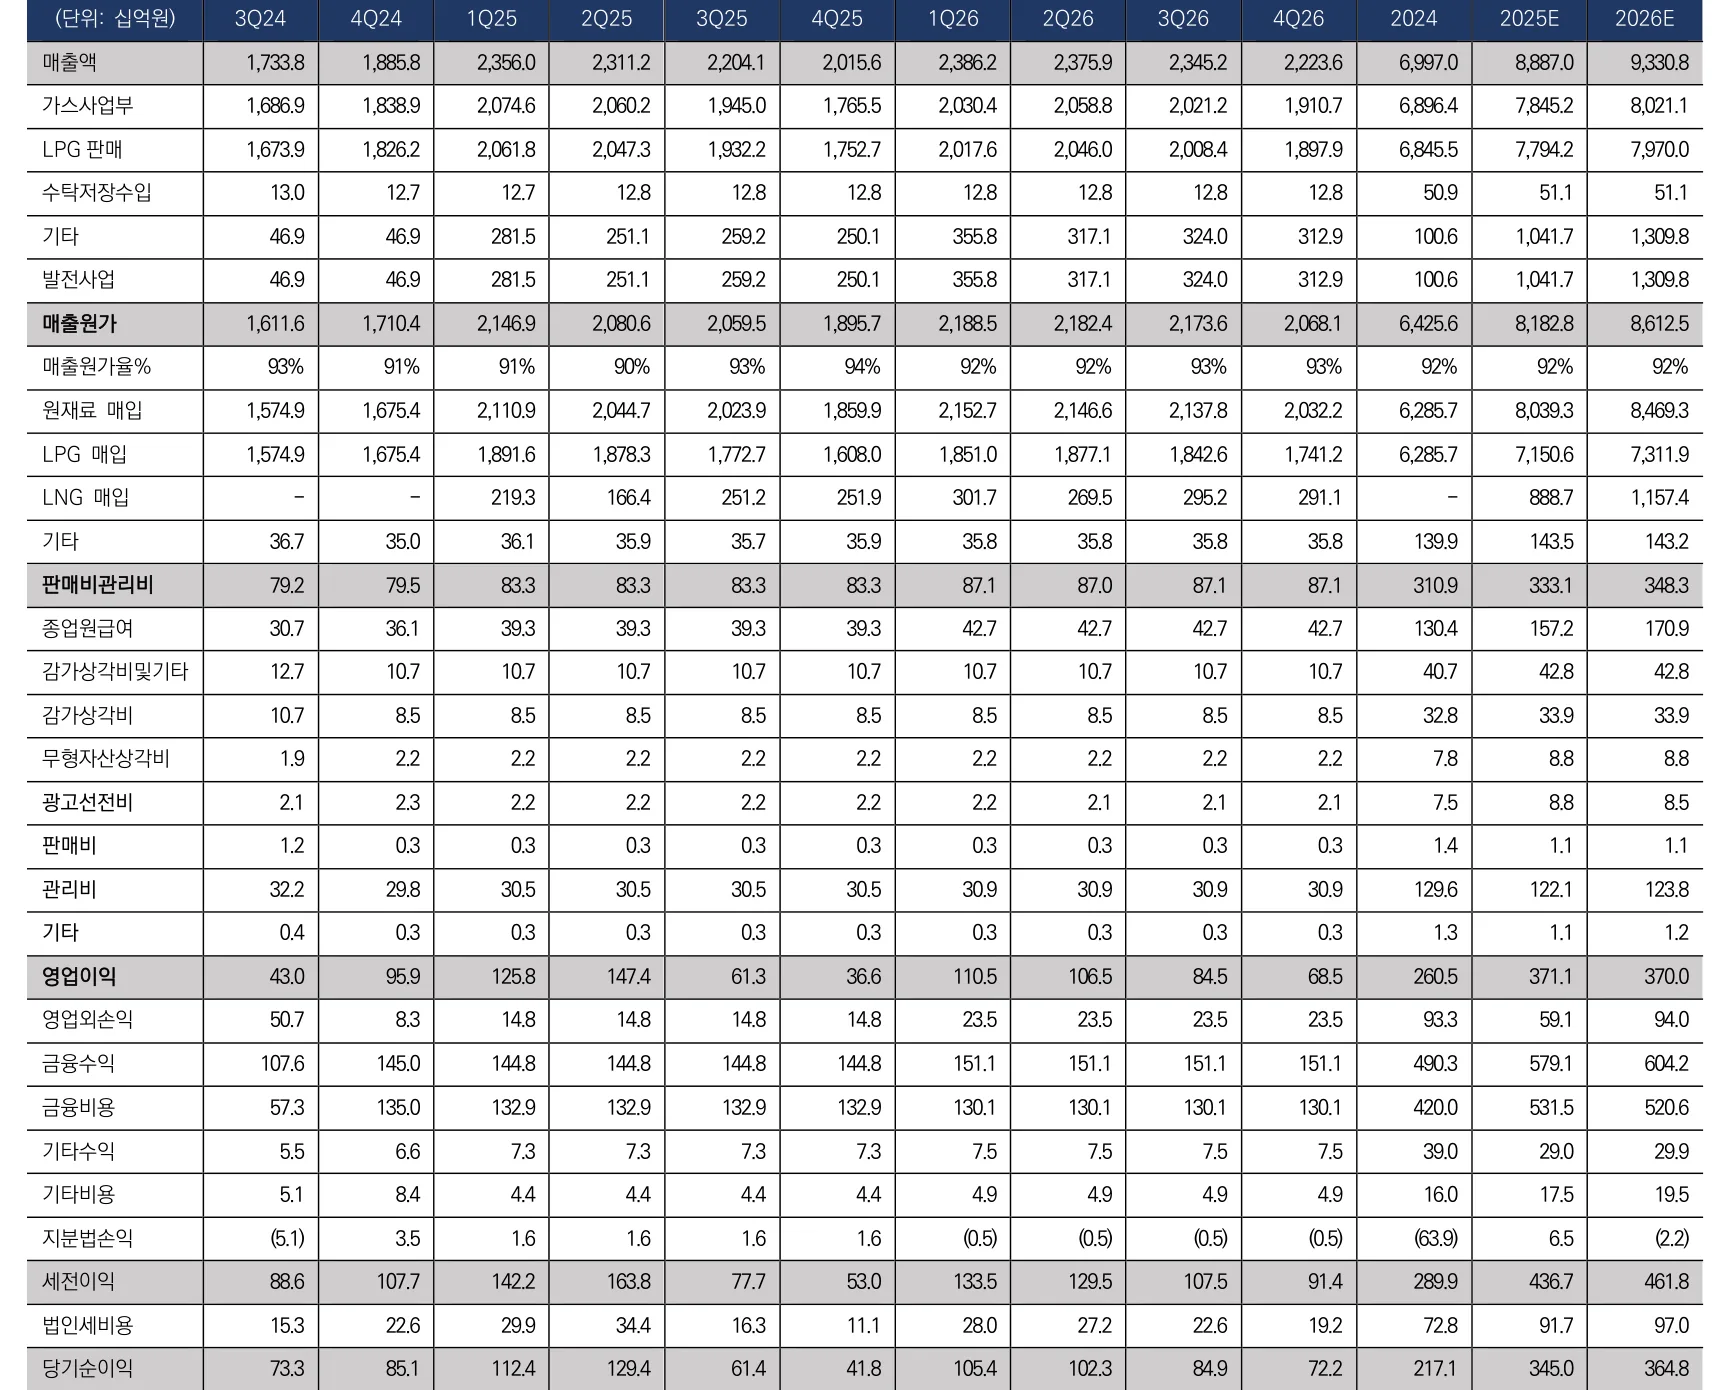 (단위: 십억원) 3Q24 4Q24 1Q25 2Q25 3Q25 4Q25 1Q26 2Q26 3Q26 4Q26 2024 2025E 2026E
매출액 1,733.8 1,885.8 2,356.0 2,311.2 2,204.1 2,015.6 2,386.2 2,375.9 2,345.2 2,223.6 6,997.0 8,887.0 9,330.8
가스사업부 1,686.9 1,838.9 2,074.6 2,060.2 1,945.0 1,765.5 2,030.4 2,058.8 2,021.2 1,910.7 6,896.4 7,845.2 8,021.1
LPG 판매 1,673.9 1,826.2 2,061.8 2,047.3 1,932.2 1,752.7 2,017.6 2,046.0 2,008.4 1,897.9 6,845.5 7,794.2 7,970.0
수탁저장수입 13.0 12.7 12.7 12.8 12.8 12.8 12.8 12.8 12.8 12.8 50.9 51.1 51.1
기타 46.9 46.9 281.5 251.1 259.2 250.1 355.8 317.1 324.0 312.9 100.6 1,041.7 1,309.8
발전사업 46.9 46.9 281.5 251.1 259.2 250.1 355.8 317.1 324.0 312.9 100.6 1,041.7 1,309.8
매출원가 1,611.6 1,710.4 2,146.9 2,080.6 2,059.5 1,895.7 2,188.5 2,182.4 2,173.6 2,068.1 6,425.6 8,182.8 8,612.5
매출원가율% 93% 91% 91% 90% 93% 94% 92% 92% 93% 93% 92% 92% 92%
원재료 매입 1,574.9 1,675.4 2,110.9 2,044.7 2,023.9 1,859.9 2,152.7 2,146.6 2,137.8 2,032.2 6,285.7 8,039.3 8,469.3
LPG 매입 1,574.9 1,675.4 1,891.6 1,878.3 1,772.7 1,608.0 1,851.0 1,877.1 1,842.6 1,741.2 6,285.7 7,150.6 7,311.9
LNG 매입 – – 219.3 166.4 251.2 251.9 301.7 269.5 295.2 291.1 – 888.7 1,157.4
기타 36.7 35.0 36.1 35.9 35.7 35.9 35.8 35.8 35.8 35.8 139.9 143.5 143.2
판매비관리비 79.2 79.5 83.3 83.3 83.3 83.3 87.1 87.0 87.1 87.1 310.9 333.1 348.3
종업원급여 30.7 36.1 39.3 39.3 39.3 39.3 42.7 42.7 42.7 42.7 130.4 157.2 170.9
감가상각비및기타 12.7 10.7 10.7 10.7 10.7 10.7 10.7 10.7 10.7 10.7 40.7 42.8 42.8
감가상각비 10.7 8.5 8.5 8.5 8.5 8.5 8.5 8.5 8.5 8.5 32.8 33.9 33.9
무형자산상각비 1.9 2.2 2.2 2.2 2.2 2.2 2.2 2.2 2.2 2.2 7.8 8.8 8.8
광고선전비 2.1 2.3 2.2 2.2 2.2 2.2 2.2 2.1 2.1 2.1 7.5 8.8 8.5
판매비 1.2 0.3 0.3 0.3 0.3 0.3 0.3 0.3 0.3 0.3 1.4 1.1 1.1
관리비 32.2 29.8 30.5 30.5 30.5 30.5 30.9 30.9 30.9 30.9 129.6 122.1 123.8
기타 0.4 0.3 0.3 0.3 0.3 0.3 0.3 0.3 0.3 0.3 1.3 1.1 1.2
영업이익 43.0 95.9 125.8 147.4 61.3 36.6 110.5 106.5 84.5 68.5 260.5 371.1 370.0
영업외손익 50.7 8.3 14.8 14.8 14.8 14.8 23.5 23.5 23.5 23.5 93.3 59.1 94.0
금융수익 107.6 145.0 144.8 144.8 144.8 144.8 151.1 151.1 151.1 151.1 490.3 579.1 604.2
금융비용 57.3 135.0 132.9 132.9 132.9 132.9 130.1 130.1 130.1 130.1 420.0 531.5 520.6
기타수익 5.5 6.6 7.3 7.3 7.3 7.3 7.5 7.5 7.5 7.5 39.0 29.0 29.9
기타비용 5.1 8.4 4.4 4.4 4.4 4.4 4.9 4.9 4.9 4.9 16.0 17.5 19.5
지분법손익 (5.1) 3.5 1.6 1.6 1.6 1.6 (0.5) (0.5) (0.5) (0.5) (63.9) 6.5 (2.2)
세전이익 88.6 107.7 142.2 163.8 77.7 53.0 133.5 129.5 107.5 91.4 289.9 436.7 461.8
법인세비용 15.3 22.6 29.9 34.4 16.3 11.1 28.0 27.2 22.6 19.2 72.8 91.7 97.0
당기순이익 73.3 85.1 112.4 129.4 61.4 41.8 105.4 102.3 84.9 72.2 217.1 345.0 364.8